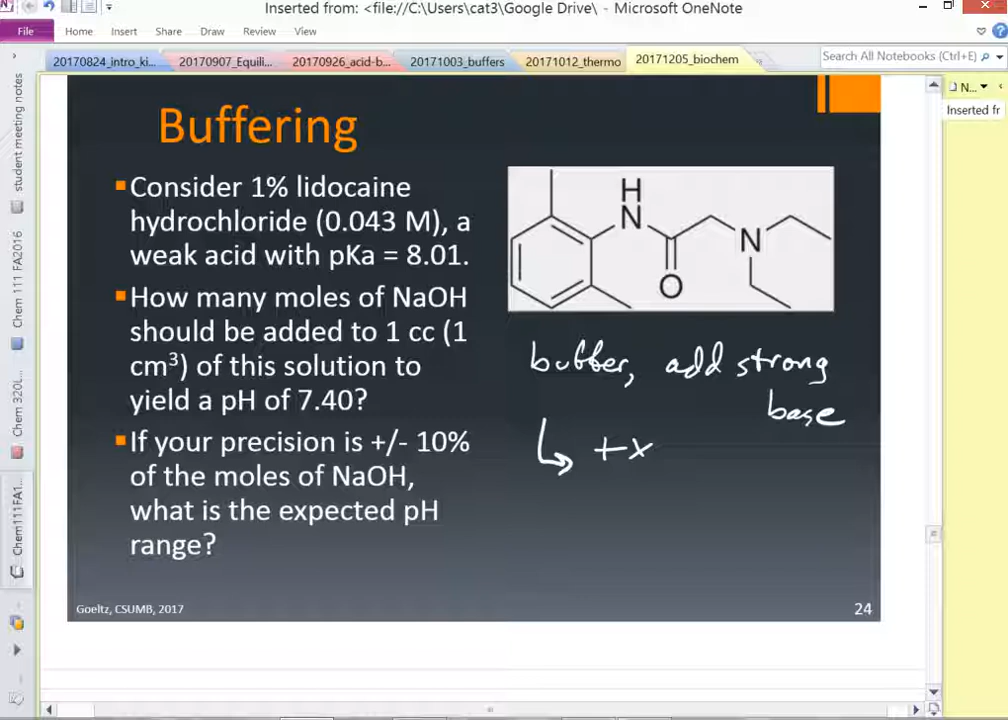 Inserted from: <file://C:\Users\cat3\Google Drive\ - Microsoft OneNote
File Home Insert Share Draw Review View
20170824_intro_ki... 20170907_Equili... 20170926_acid-b... 20171003_buffers 20171012_thermo 20171205_biochem Search All Notebooks (Ctrl+E)
N...
Inserted fr
student meeting notes
Chem 111 FA2016
Chem 320L
Chem111FA1
Buffering
Consider 1% lidocaine
hydrochloride (0.043 M), a
weak acid with pKa = 8.01.
How many moles of NaOH
should be added to 1 cc (1
cm³) of this solution to
yield a pH of 7.40?
If your precision is +/- 10%
of the moles of NaOH,
what is the expected pH
range?
H
N
N
O
buffer, add strong
base
↳ +x
Goeltz, CSUMB, 2017
24